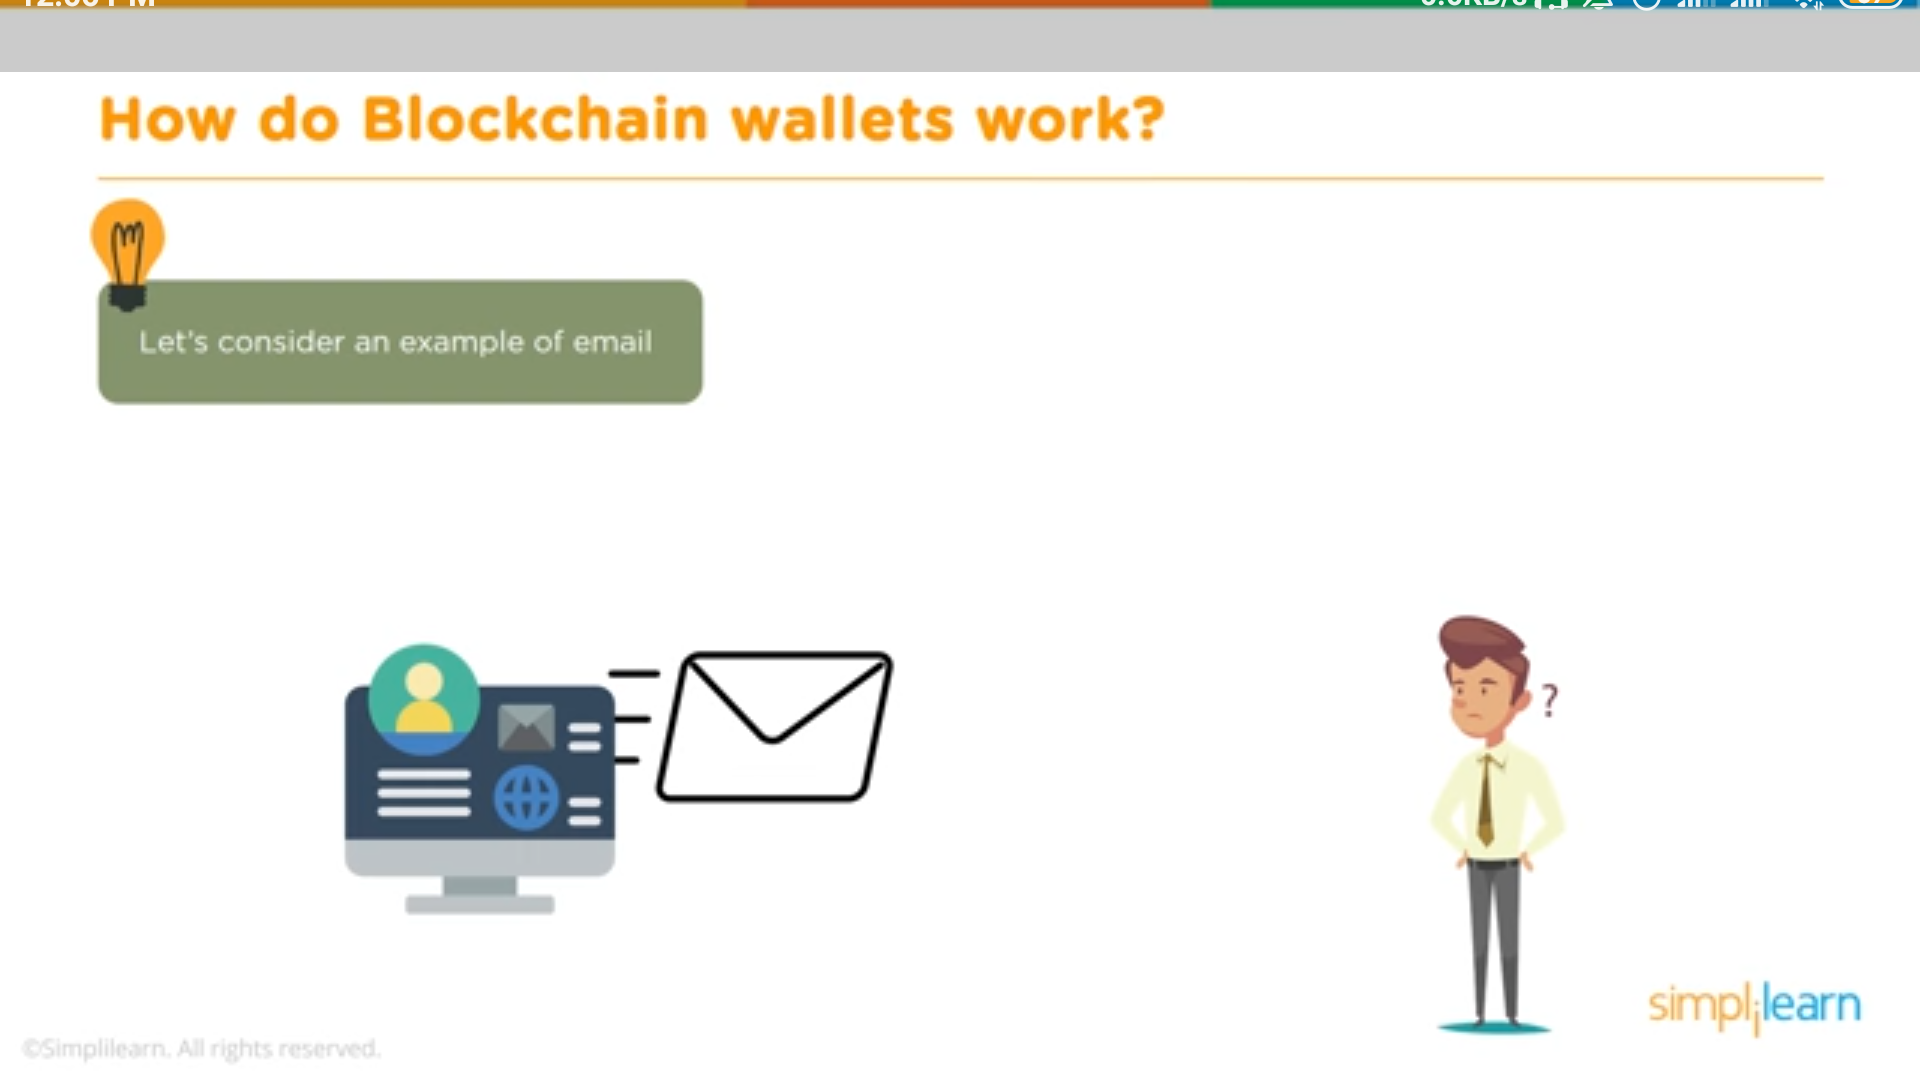 How do Blockchain wallets work?
Let's consider an example of email
?
simplilearn
©Simplilearn. All rights reserved.